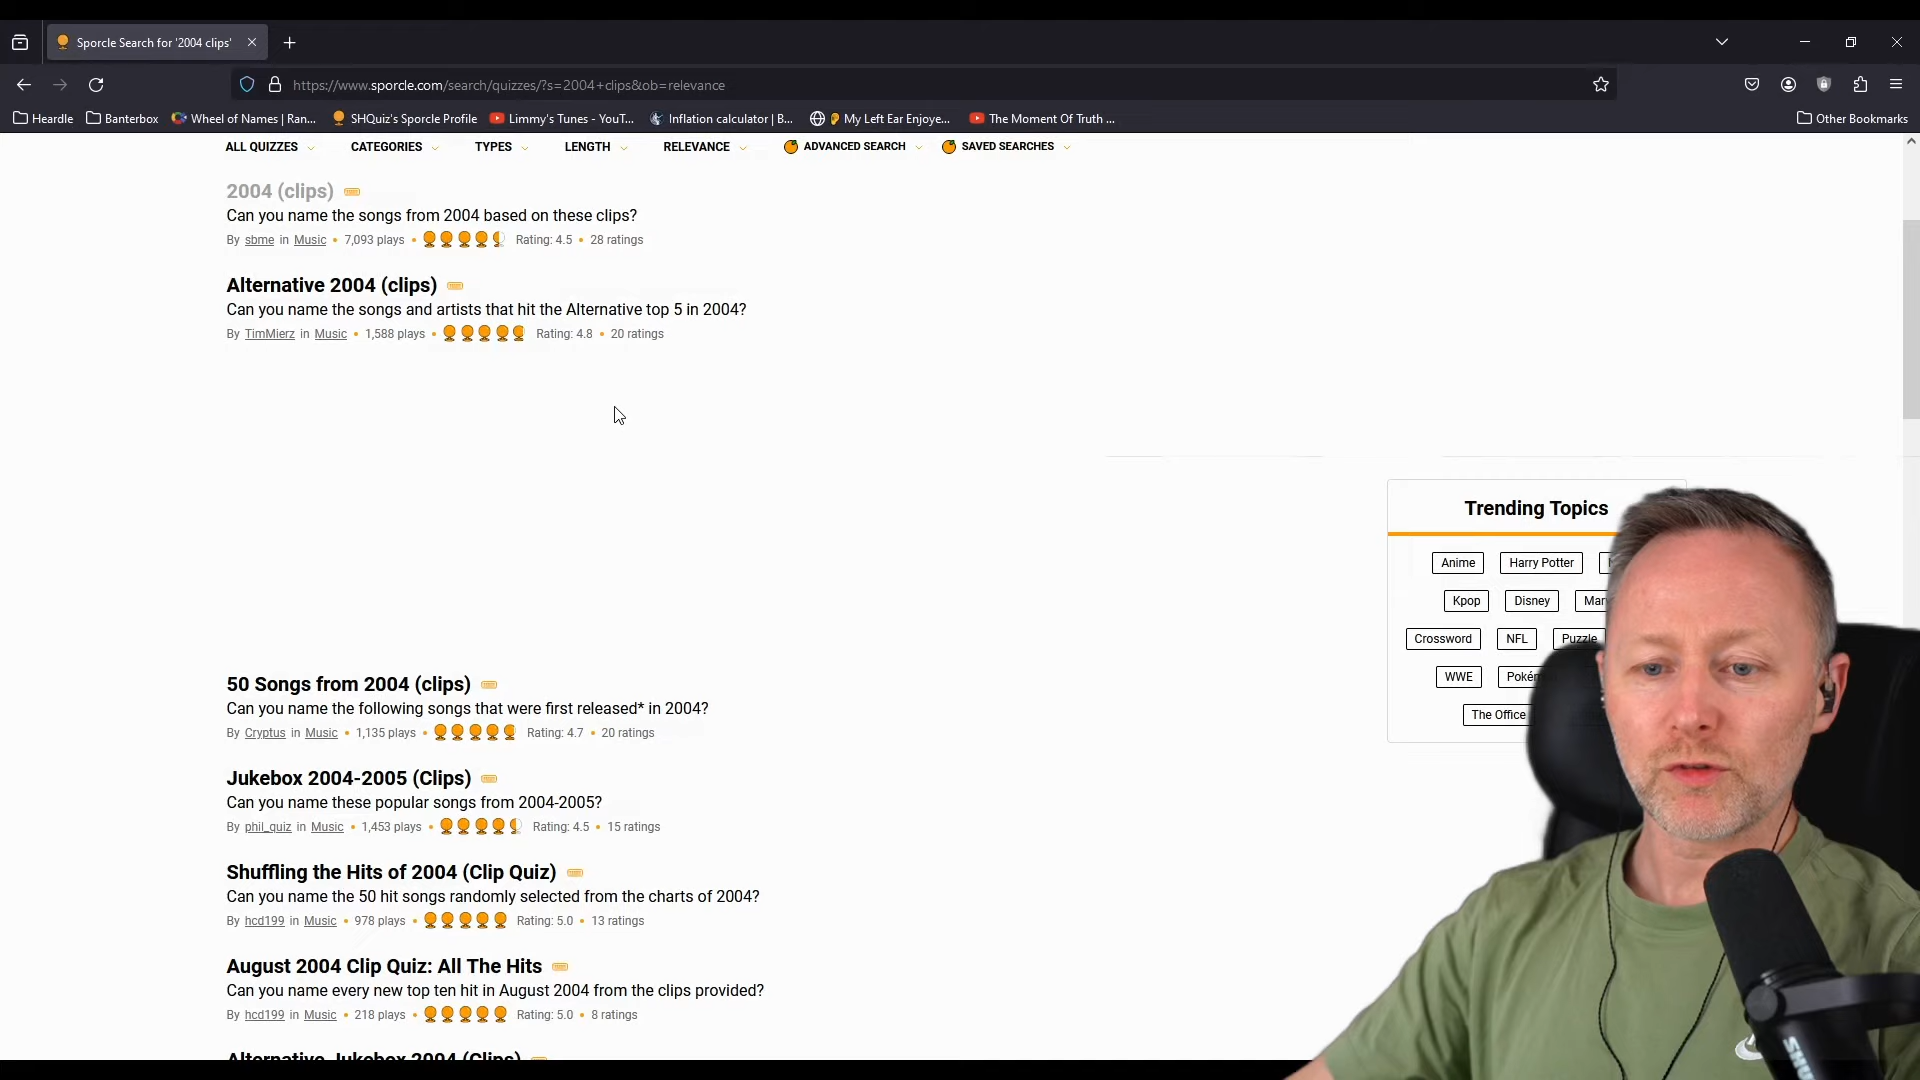 Sporcle Search for '2004 clips'
https://www.sporcle.com/search/quizzes/?s=2004+clips&ob=relevance
Heardle
Banterbox
Wheel of Names | Ran...
SHQuiz's Sporcle Profile
Limmy's Tunes - YouT...
Inflation calculator | B...
My Left Ear Enjoye...
The Moment Of Truth ...
Other Bookmarks
ALL QUIZZES
CATEGORIES
TYPES
LENGTH
RELEVANCE
ADVANCED SEARCH
SAVED SEARCHES
2004 (clips)
Can you name the songs from 2004 based on these clips?
By sbme in Music • 7,093 plays • Rating: 4.5 • 28 ratings
Alternative 2004 (clips)
Can you name the songs and artists that hit the Alternative top 5 in 2004?
By TimMierz in Music • 1,588 plays • Rating: 4.8 • 20 ratings
50 Songs from 2004 (clips)
Can you name the following songs that were first released* in 2004?
By Cryptus in Music • 1,135 plays • Rating: 4.7 • 20 ratings
Jukebox 2004-2005 (Clips)
Can you name these popular songs from 2004-2005?
By phil_quiz in Music • 1,453 plays • Rating: 4.5 • 15 ratings
Shuffling the Hits of 2004 (Clip Quiz)
Can you name the 50 hit songs randomly selected from the charts of 2004?
By hcd199 in Music • 978 plays • Rating: 5.0 • 13 ratings
August 2004 Clip Quiz: All The Hits
Can you name every new top ten hit in August 2004 from the clips provided?
By hcd199 in Music • 218 plays • Rating: 5.0 • 8 ratings
Alternative Jukebox 2004 (Clips)
Trending Topics
Anime
Harry Potter
Kpop
Disney
Mar
Crossword
NFL
Puzzle
WWE
Pokém
The Office
SHU